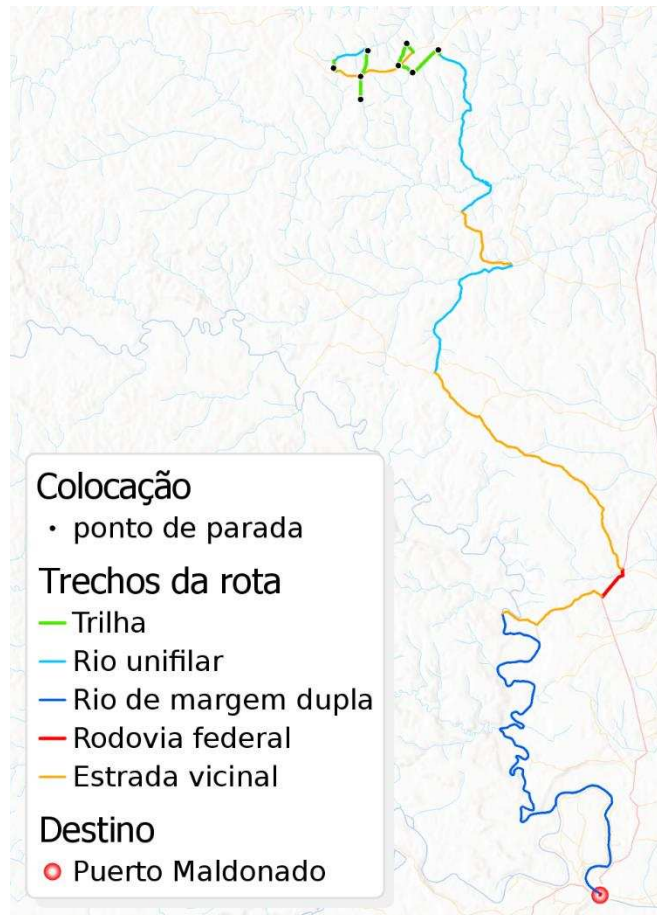 Colocação
ponto de parada
Trechos da rota
Trilha
Rio unifilar
Rio de margem dupla
Rodovia federal
Estrada vicinal
Destino
Puerto Maldonado